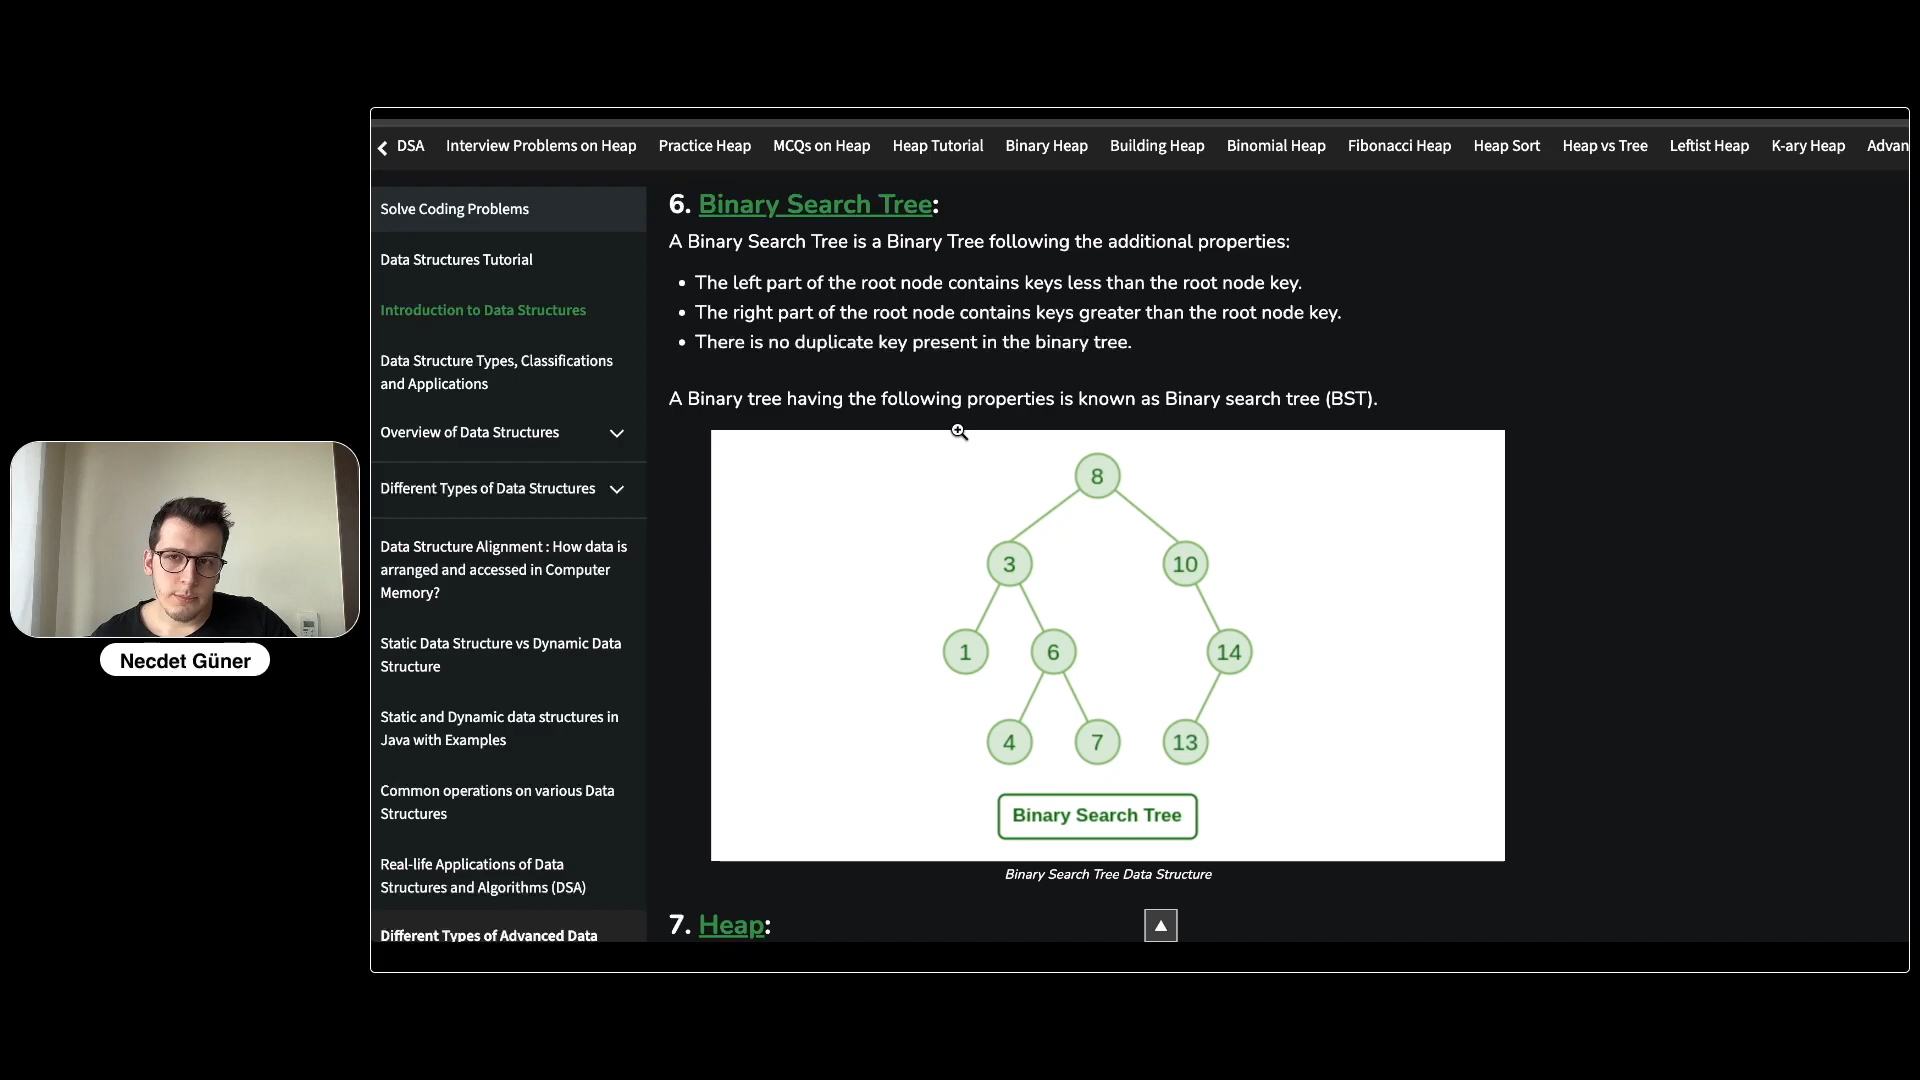 DSA Interview Problems on Heap Practice Heap MCQs on Heap Heap Tutorial Binary Heap Building Heap Binomial Heap Fibonacci Heap Heap Sort Heap vs Tree Leftist Heap K-ary Heap Advan
Solve Coding Problems
Data Structures Tutorial
Introduction to Data Structures
Data Structure Types, Classifications
and Applications
Overview of Data Structures
Different Types of Data Structures
Data Structure Alignment : How data is
arranged and accessed in Computer
Memory?
Static Data Structure vs Dynamic Data
Structure
Static and Dynamic data structures in
Java with Examples
Common operations on various Data
Structures
Real-life Applications of Data
Structures and Algorithms (DSA)
Different Types of Advanced Data
6. Binary Search Tree:
A Binary Search Tree is a Binary Tree following the additional properties:
• The left part of the root node contains keys less than the root node key.
• The right part of the root node contains keys greater than the root node key.
• There is no duplicate key present in the binary tree.
A Binary tree having the following properties is known as Binary search tree (BST).
8
3 10
1 6 14
4 7 13
Binary Search Tree
Binary Search Tree Data Structure
7. Heap:
Necdet Güner